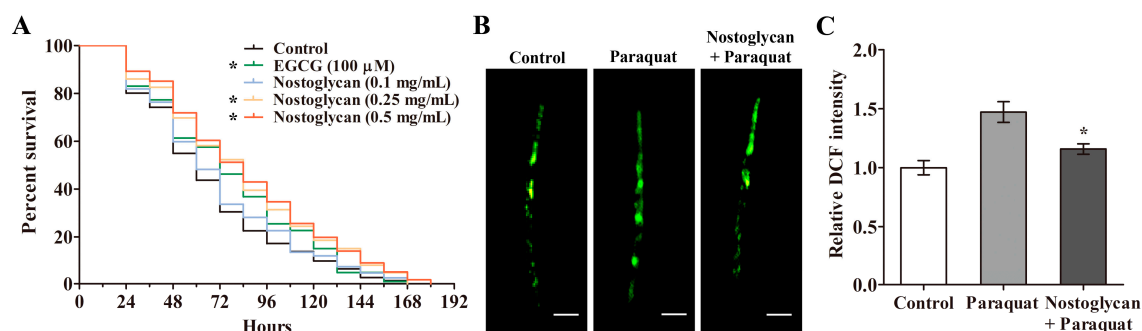 A
Percent survival
100
80
60
40
20
0
0 24 48 72 96 120 144 168 192
Hours
Control
* EGCG (100 μM)
Nostoglycan (0.1 mg/mL)
* Nostoglycan (0.25 mg/mL)
* Nostoglycan (0.5 mg/mL)
B
Control
Paraquat
Nostoglycan
+ Paraquat
C
Relative DCF intensity
2.0
1.5
1.0
0.5
0.0
*
Control
Paraquat
Nostoglycan
+ Paraquat